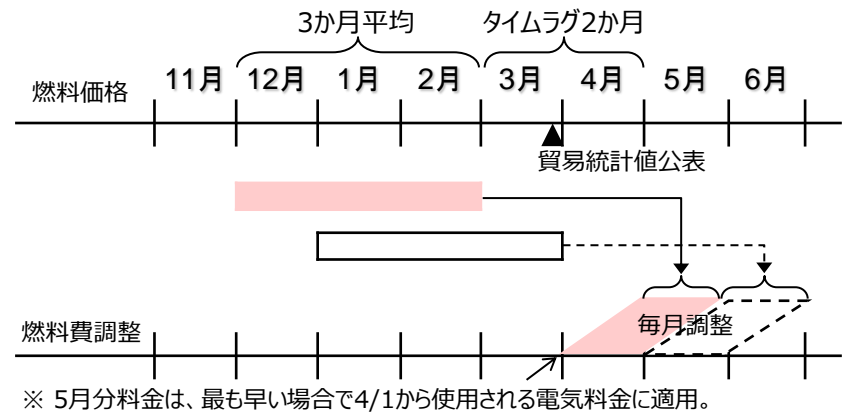 3か月平均 タイムラグ2か月
燃料価格 11月 12月 1月 2月 3月 4月 5月 6月
▲
貿易統計値公表
燃料費調整 毎月調整
※ 5月分料金は、最も早い場合で4/1から使用される電気料金に適用。